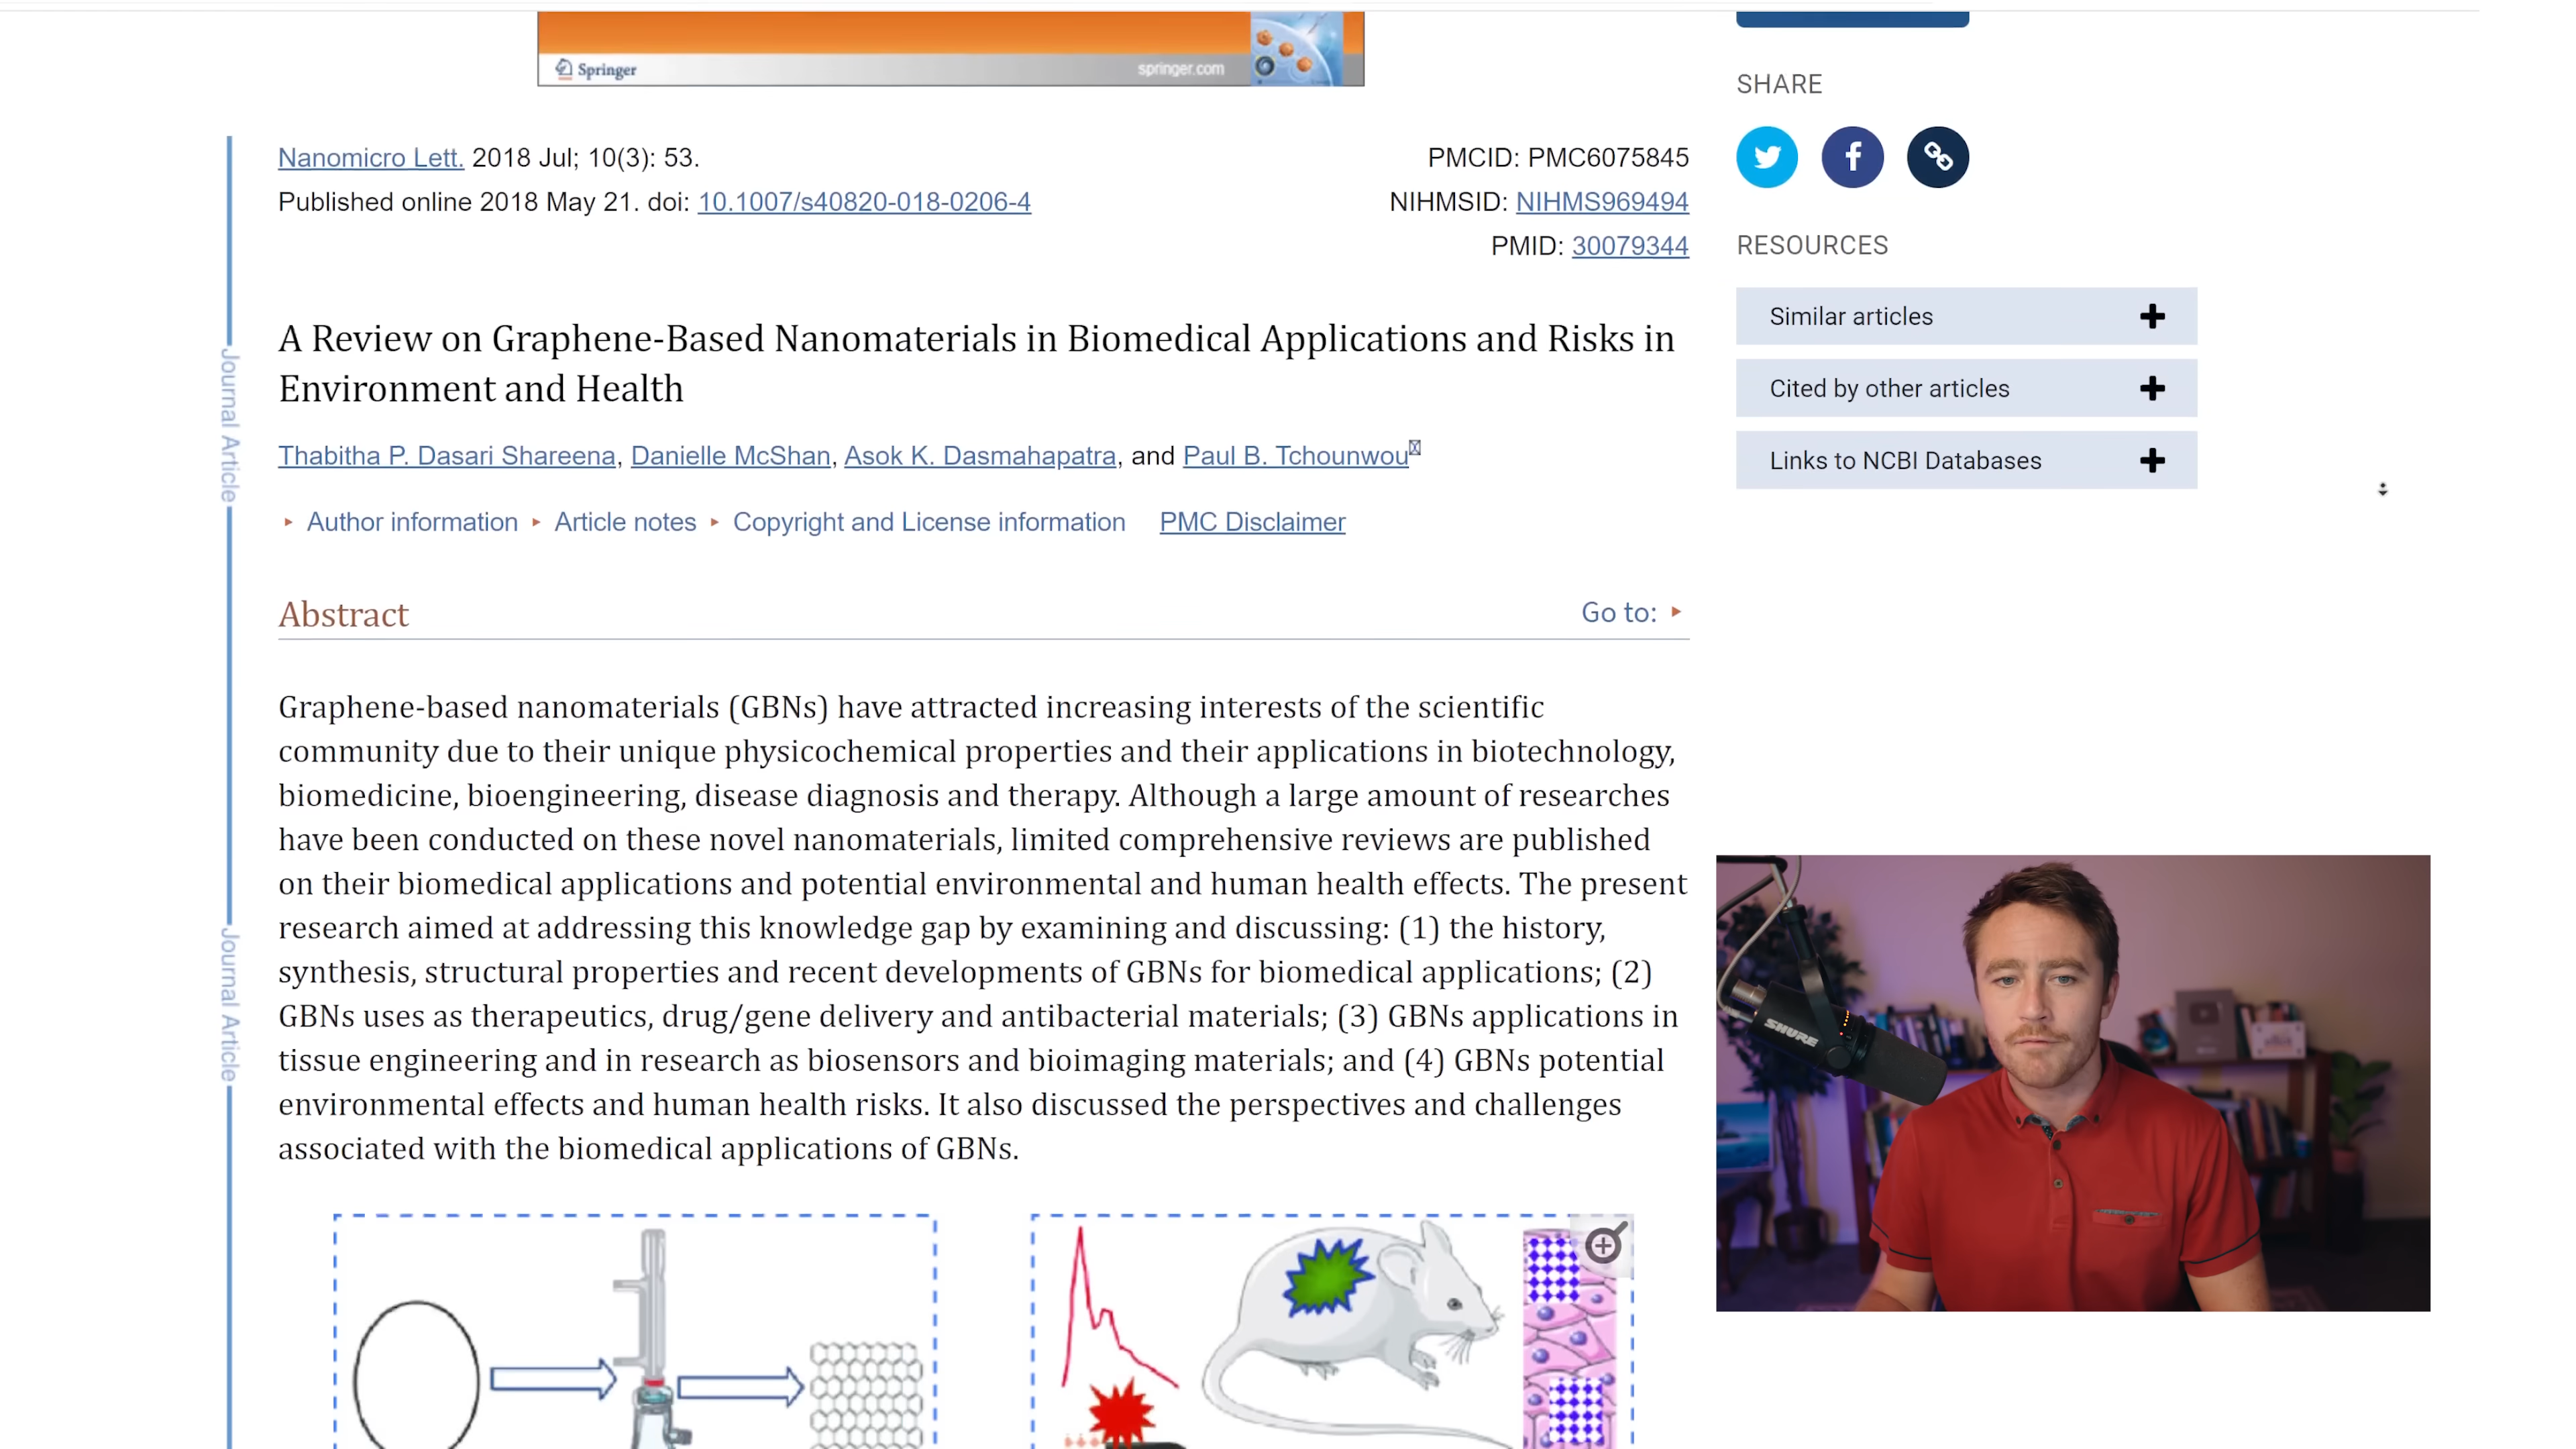 Springer
springer.com
Nanomicro Lett. 2018 Jul; 10(3): 53.
Published online 2018 May 21. doi: 10.1007/s40820-018-0206-4
PMCID: PMC6075845
NIHMSID: NIHMS969494
PMID: 30079344
A Review on Graphene-Based Nanomaterials in Biomedical Applications and Risks in
Environment and Health
Thabitha P. Dasari Shareena, Danielle McShan, Asok K. Dasmahapatra, and Paul B. Tchounwou
Author information Article notes Copyright and License information PMC Disclaimer
Abstract
Go to:
Graphene-based nanomaterials (GBNs) have attracted increasing interests of the scientific
community due to their unique physicochemical properties and their applications in biotechnology,
biomedicine, bioengineering, disease diagnosis and therapy. Although a large amount of researches
have been conducted on these novel nanomaterials, limited comprehensive reviews are published
on their biomedical applications and potential environmental and human health effects. The present
research aimed at addressing this knowledge gap by examining and discussing: (1) the history,
synthesis, structural properties and recent developments of GBNs for biomedical applications; (2)
GBNs uses as therapeutics, drug/gene delivery and antibacterial materials; (3) GBNs applications in
tissue engineering and in research as biosensors and bioimaging materials; and (4) GBNs potential
environmental effects and human health risks. It also discussed the perspectives and challenges
associated with the biomedical applications of GBNs.
Journal Article
Journal Article
SHARE
RESOURCES
Similar articles
Cited by other articles
Links to NCBI Databases
SHURE